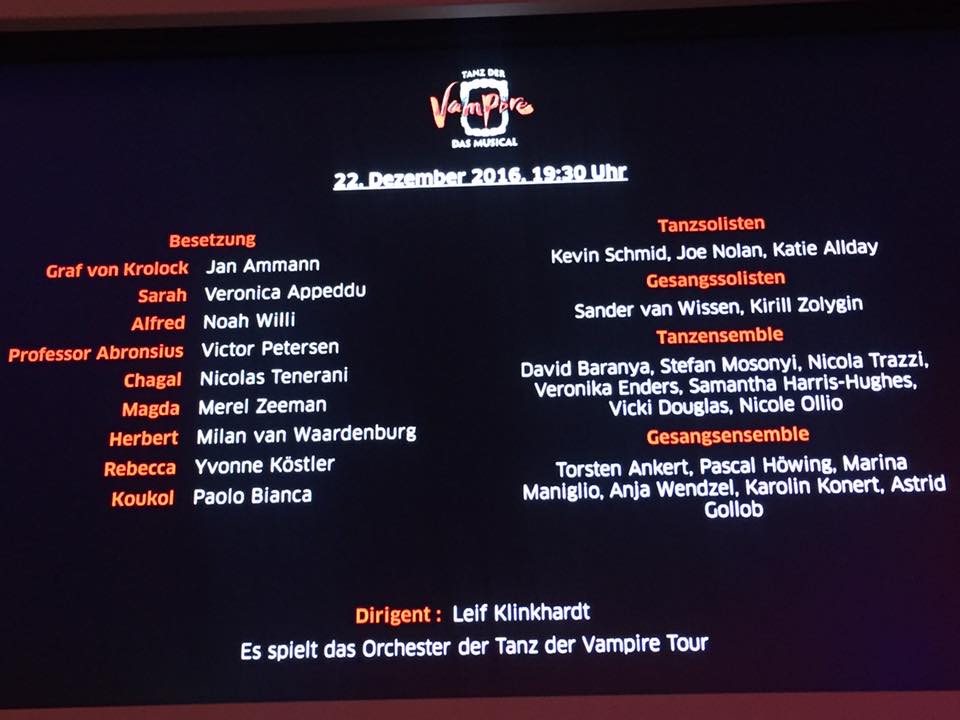 TANZ DER
Vampire
DAS MUSICAL
22. Dezember 2016, 19:30 Uhr
Besetzung
Graf von Krolock Jan Ammann
Sarah Veronica Appeddu
Alfred Noah Willi
Professor Abronsius Victor Petersen
Chagal Nicolas Tenerani
Magda Merel Zeeman
Herbert Milan van Waardenburg
Rebecca Yvonne Köstler
Koukol Paolo Bianca
Tanzsolisten
Kevin Schmid, Joe Nolan, Katie Allday
Gesangssolisten
Sander van Wissen, Kirill Zolygin
Tanzensemble
David Baranya, Stefan Mosonyi, Nicola Trazzi,
Veronika Enders, Samantha Harris-Hughes,
Vicki Douglas, Nicole Ollio
Gesangsensemble
Torsten Ankert, Pascal Höwing, Marina
Maniglio, Anja Wendzel, Karolin Konert, Astrid
Gollob
Dirigent : Leif Klinkhardt
Es spielt das Orchester der Tanz der Vampire Tour